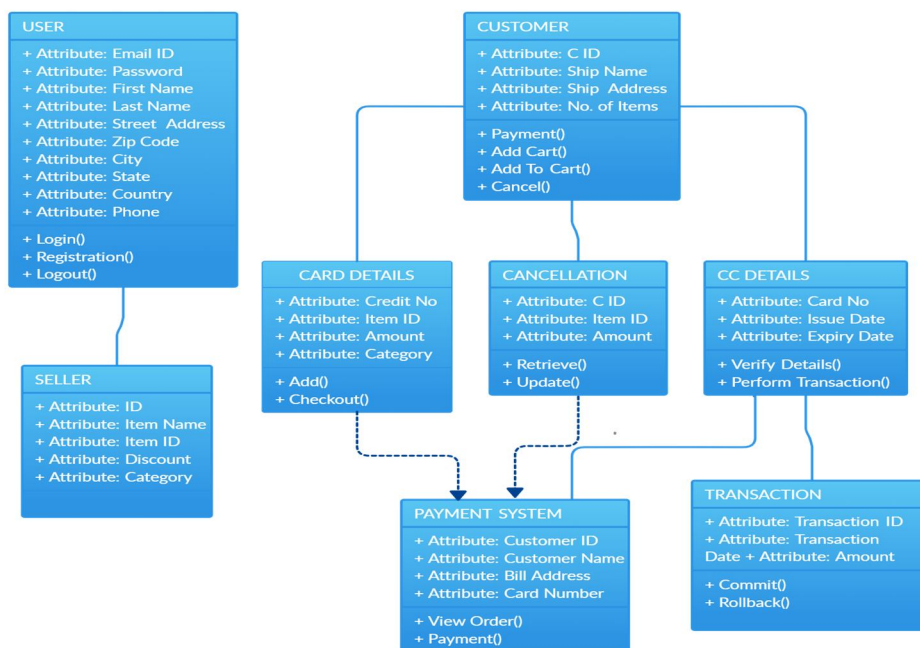 USER
+ Attribute: Email ID
+ Attribute: Password
+ Attribute: First Name
+ Attribute: Last Name
+ Attribute: Street Address
+ Attribute: Zip Code
+ Attribute: City
+ Attribute: State
+ Attribute: Country
+ Attribute: Phone
+ Login()
+ Registration()
+ Logout()
CUSTOMER
+ Attribute: C ID
+ Attribute: Ship Name
+ Attribute: Ship Address
+ Attribute: No. of Items
+ Payment()
+ Add Cart()
+ Add To Cart()
+ Cancel()
CARD DETAILS
+ Attribute: Credit No
+ Attribute: Item ID
+ Attribute: Amount
+ Attribute: Category
+ Add()
+ Checkout()
CANCELLATION
+ Attribute: C ID
+ Attribute: Item ID
+ Attribute: Amount
+ Retrieve()
+ Update()
CC DETAILS
+ Attribute: Card No
+ Attribute: Issue Date
+ Attribute: Expiry Date
+ Verify Details()
+ Perform Transaction()
SELLER
+ Attribute: ID
+ Attribute: Item Name
+ Attribute: Item ID
+ Attribute: Discount
+ Attribute: Category
PAYMENT SYSTEM
+ Attribute: Customer ID
+ Attribute: Customer Name
+ Attribute: Bill Address
+ Attribute: Card Number
+ View Order()
+ Payment()
TRANSACTION
+ Attribute: Transaction ID
+ Attribute: Transaction
Date + Attribute: Amount
+ Commit()
+ Rollback()